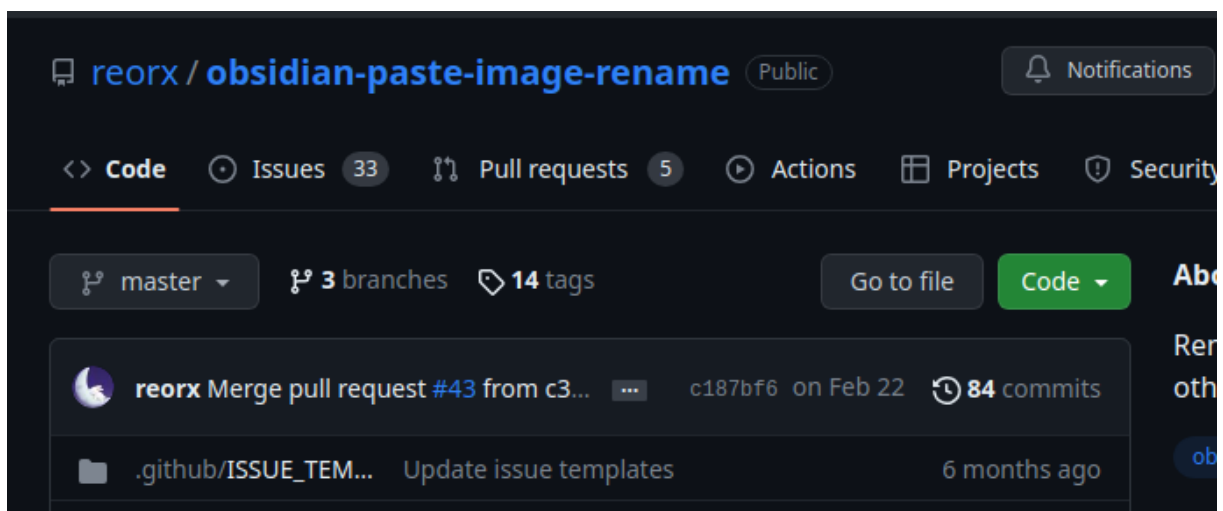 reorx / obsidian-paste-image-rename Public Notifications
Code Issues 33 Pull requests 5 Actions Projects Security
master 3 branches 14 tags Go to file Code
reorx Merge pull request #43 from c3... c187bf6 on Feb 22 84 commits
.github/ISSUE_TEM... Update issue templates 6 months ago